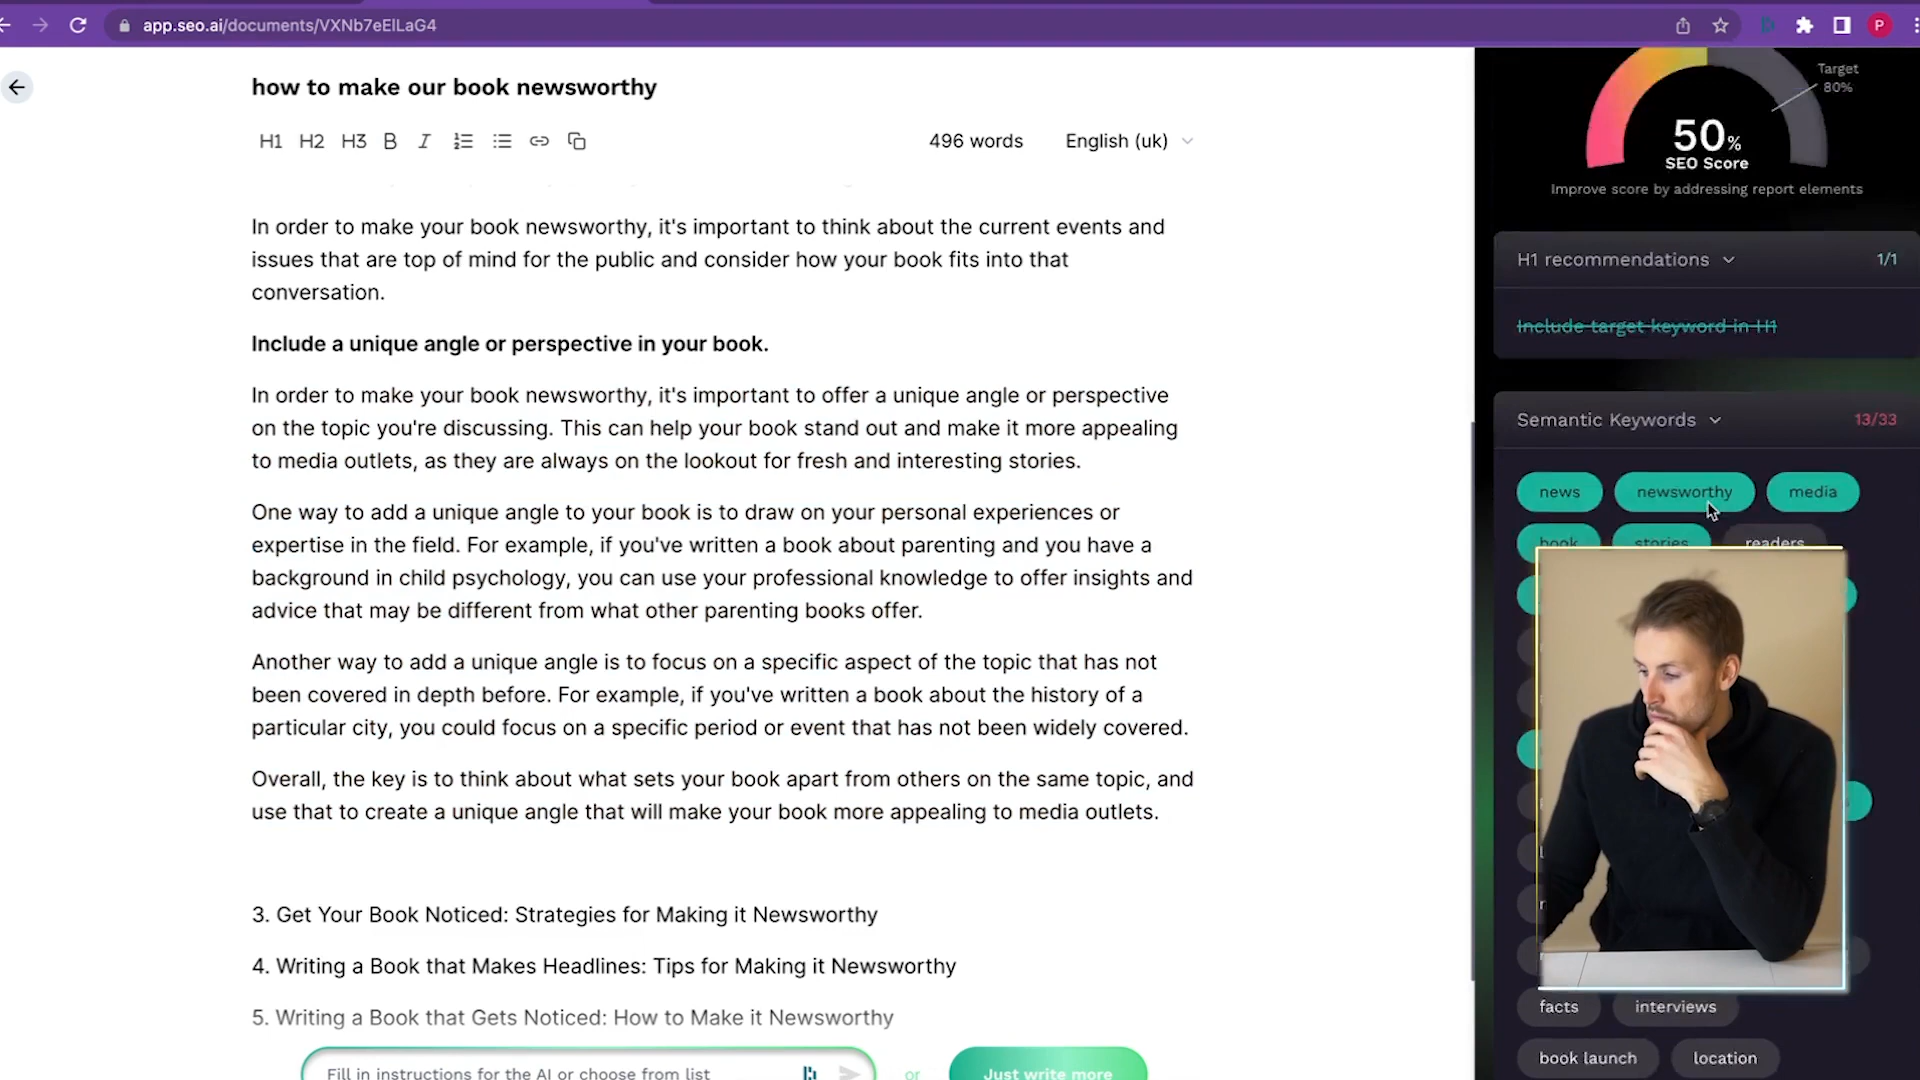 app.seo.ai/documents/VXNb7eElLaG4
P
how to make our book newsworthy
H1 H2 H3 B I
496 words
English (uk)
In order to make your book newsworthy, it's important to think about the current events and
issues that are top of mind for the public and consider how your book fits into that
conversation.
Include a unique angle or perspective in your book.
In order to make your book newsworthy, it's important to offer a unique angle or perspective
on the topic you're discussing. This can help your book stand out and make it more appealing
to media outlets, as they are always on the lookout for fresh and interesting stories.
One way to add a unique angle to your book is to draw on your personal experiences or
expertise in the field. For example, if you've written a book about parenting and you have a
background in child psychology, you can use your professional knowledge to offer insights and
advice that may be different from what other parenting books offer.
Another way to add a unique angle is to focus on a specific aspect of the topic that has not
been covered in depth before. For example, if you've written a book about the history of a
particular city, you could focus on a specific period or event that has not been widely covered.
Overall, the key is to think about what sets your book apart from others on the same topic, and
use that to create a unique angle that will make your book more appealing to media outlets.
3. Get Your Book Noticed: Strategies for Making it Newsworthy
4. Writing a Book that Makes Headlines: Tips for Making it Newsworthy
5. Writing a Book that Gets Noticed: How to Make it Newsworthy
Fill in instructions for the AI or choose from list
or
Just write more
Target
80%
50%
SEO Score
Improve score by addressing report elements
H1 recommendations
1/1
Include target keyword in H1
Semantic Keywords
13/33
news
newsworthy
media
book
stories
readers
facts
interviews
book launch
location